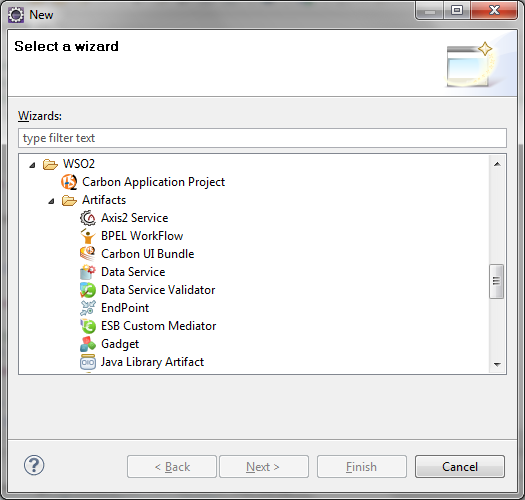 New
Select a wizard
Wizards:
type filter text
WSO2
Carbon Application Project
Artifacts
Axis2 Service
BPEL WorkFlow
Carbon UI Bundle
Data Service
Data Service Validator
EndPoint
ESB Custom Mediator
Gadget
Java Library Artifact
< Back Next > Finish Cancel